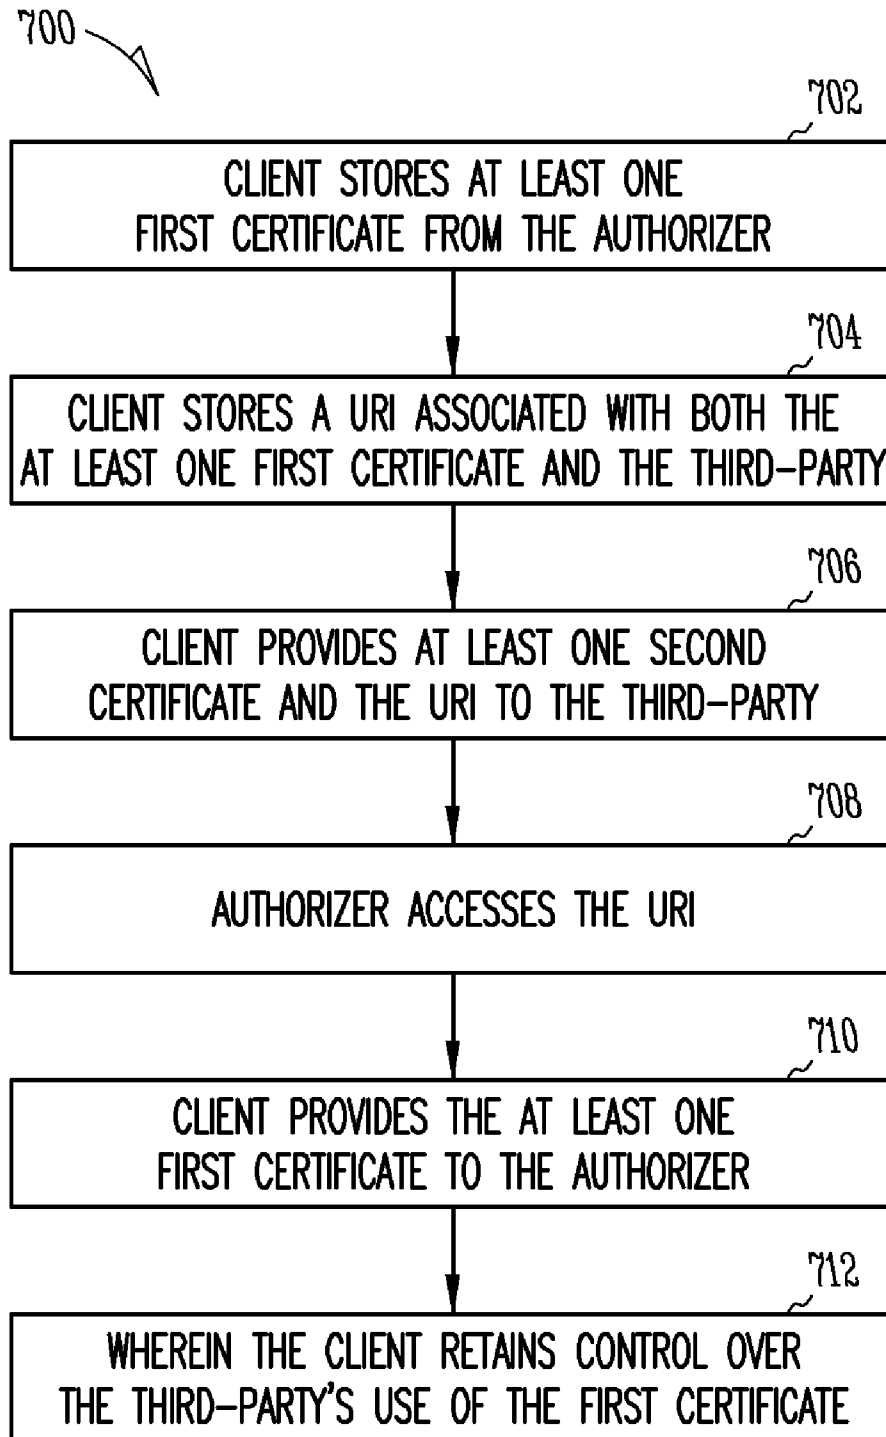 700
702
CLIENT STORES AT LEAST ONE
FIRST CERTIFICATE FROM THE AUTHORIZER
704
CLIENT STORES A URI ASSOCIATED WITH BOTH THE
AT LEAST ONE FIRST CERTIFICATE AND THE THIRD-PARTY
706
CLIENT PROVIDES AT LEAST ONE SECOND
CERTIFICATE AND THE URI TO THE THIRD-PARTY
708
AUTHORIZER ACCESSES THE URI
710
CLIENT PROVIDES THE AT LEAST ONE
FIRST CERTIFICATE TO THE AUTHORIZER
712
WHEREIN THE CLIENT RETAINS CONTROL OVER
THE THIRD-PARTY'S USE OF THE FIRST CERTIFICATE